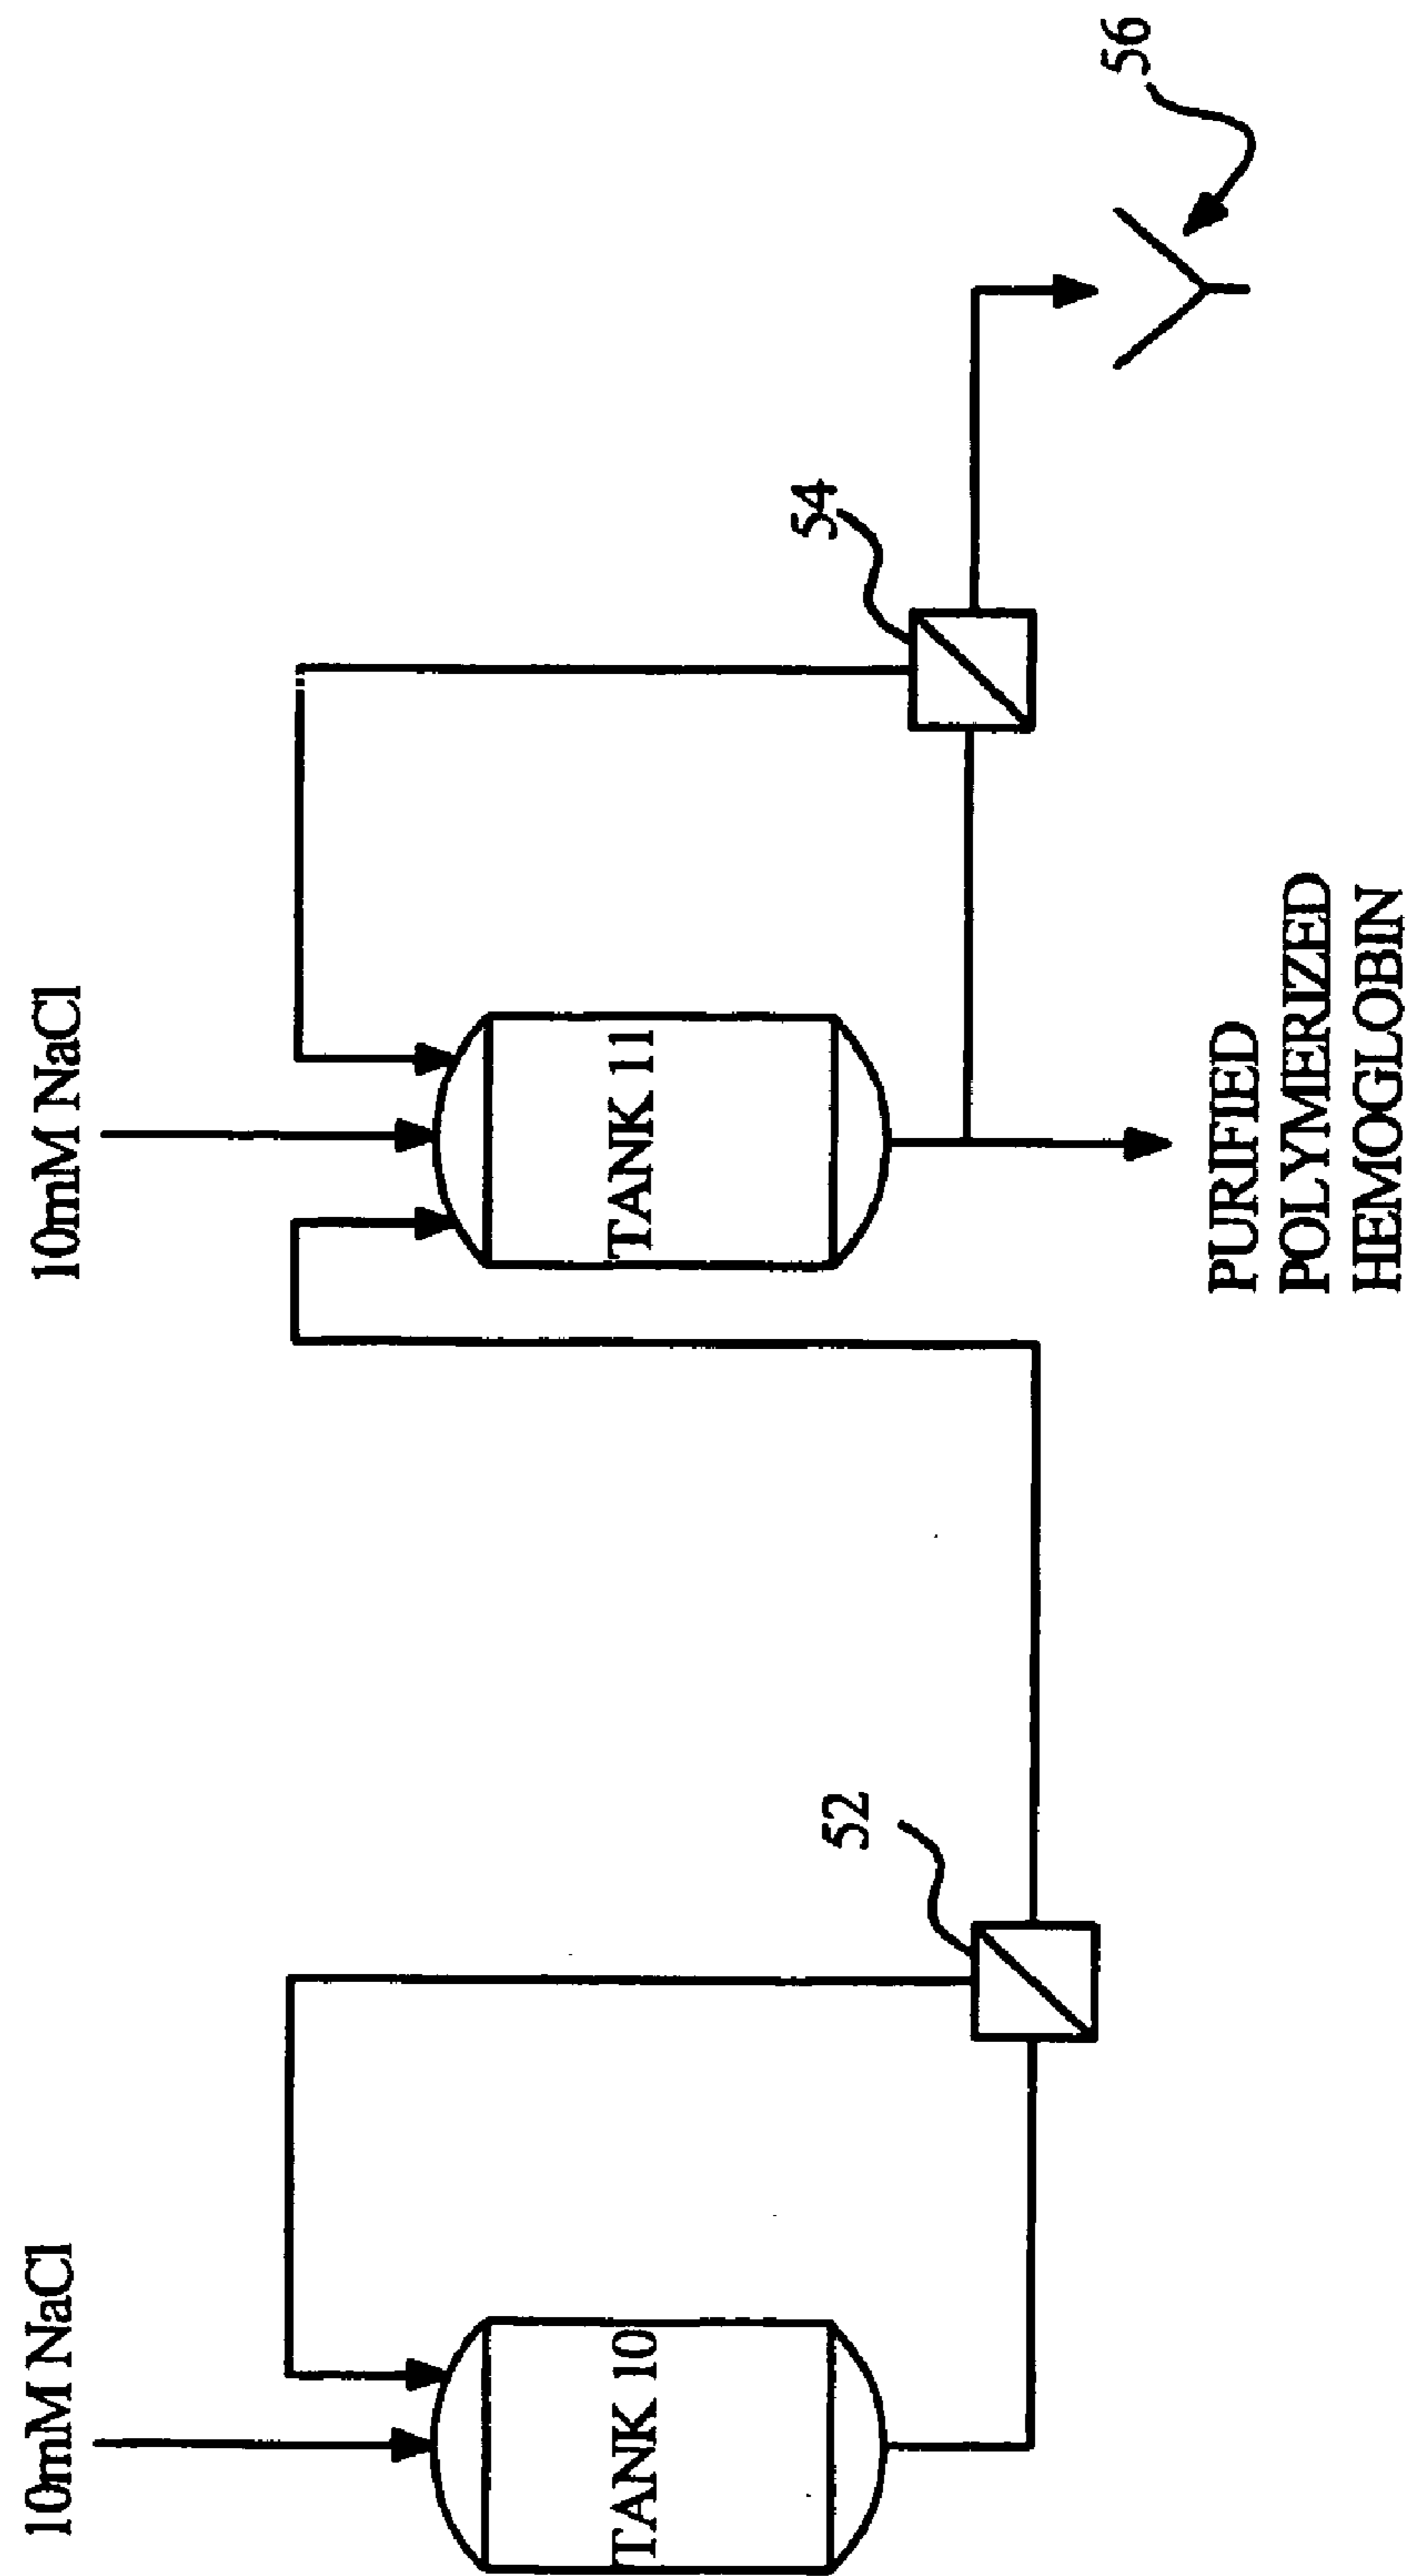 10mM NaCl
10mM NaCl
TANK 10
TANK 11
52
54
56
PURIFIED
POLYMERIZED
HEMOGLOBIN